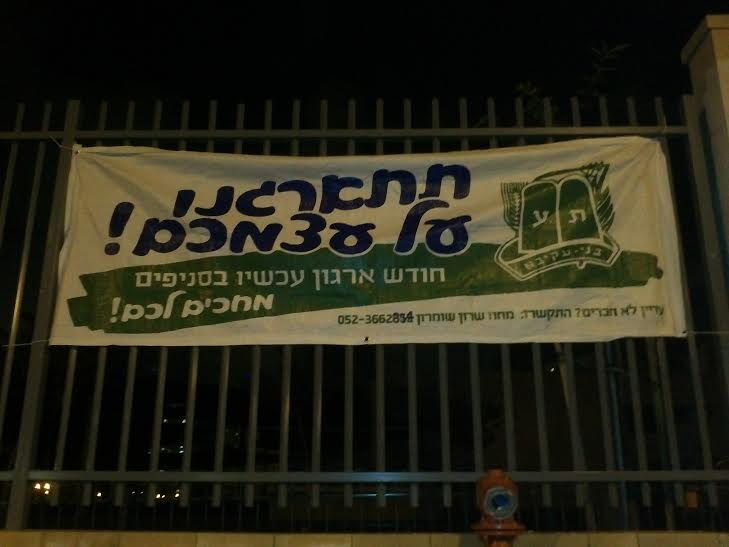 תתארגנו!
על עצמכם!
חודש ארגון עכשיו בסניפים
מחכים לכם!
עדיין לא חברים? התקשרו: מחוז שרון שומרון 052-3662854
ת ע
בני-עקיבא